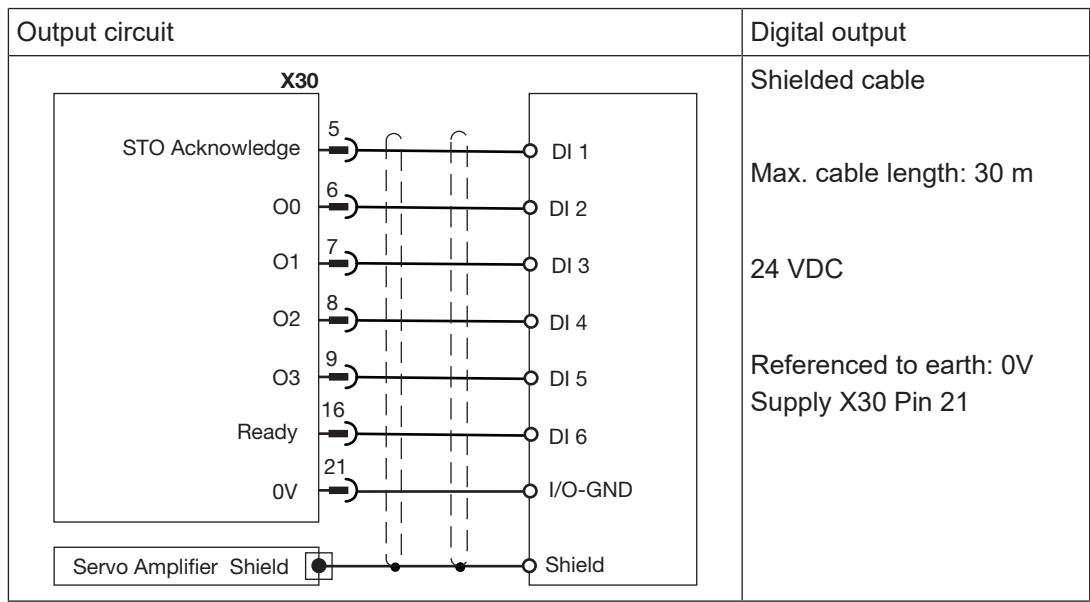 Output circuit
Digital output
X30
STO Acknowledge 5 DI 1
O0 6 DI 2
O1 7 DI 3
O2 8 DI 4
O3 9 DI 5
Ready 16 DI 6
0V 21 I/O-GND
Servo Amplifier Shield Shield
Shielded cable
Max. cable length: 30 m
24 VDC
Referenced to earth: 0V
Supply X30 Pin 21